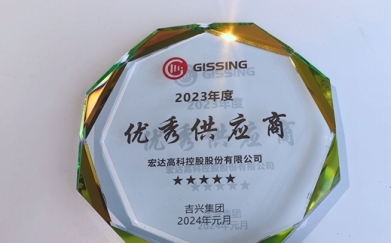 GISSING
2023年度
优秀供应商
宏达高科控股股份有限公司
★★★★★
吉兴集团
2024年元月